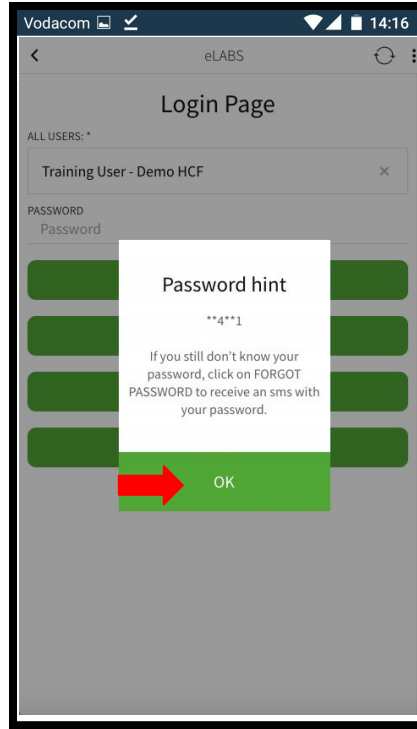 Vodacom 14:16
eLABS
Login Page
ALL USERS: *
Training User - Demo HCF ×
PASSWORD
Password
Password hint
**4**1
If you still don't know your
password, click on FORGOT
PASSWORD to receive an sms with
your password.
OK